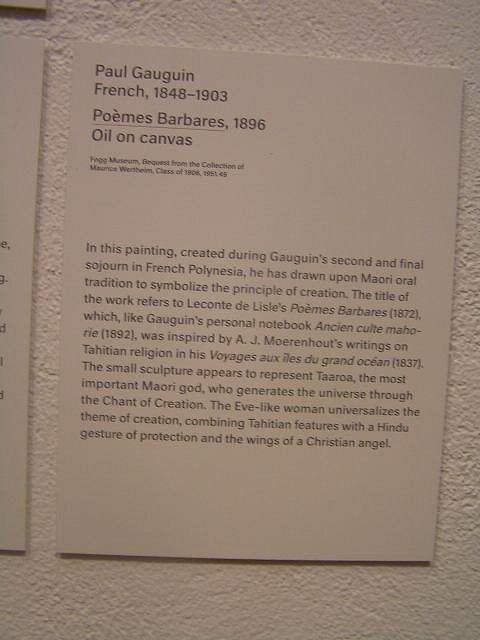 Paul Gauguin
French, 1848–1903
Poèmes Barbares, 1896
Oil on canvas
Fogg Museum, Bequest from the Collection of
Maurice Wertheim, Class of 1906, 1951.49
In this painting, created during Gauguin's second and final
sojourn in French Polynesia, he has drawn upon Maori oral
tradition to symbolize the principle of creation. The title of
the work refers to Leconte de Lisle's Poèmes Barbares (1872),
which, like Gauguin's personal notebook Ancien culte maho-
rie (1892), was inspired by A. J. Moerenhout's writings on
Tahitian religion in his Voyages aux îles du grand océan (1837).
The small sculpture appears to represent Taaroa, the most
important Maori god, who generates the universe through
the Chant of Creation. The Eve-like woman universalizes the
theme of creation, combining Tahitian features with a Hindu
gesture of protection and the wings of a Christian angel.